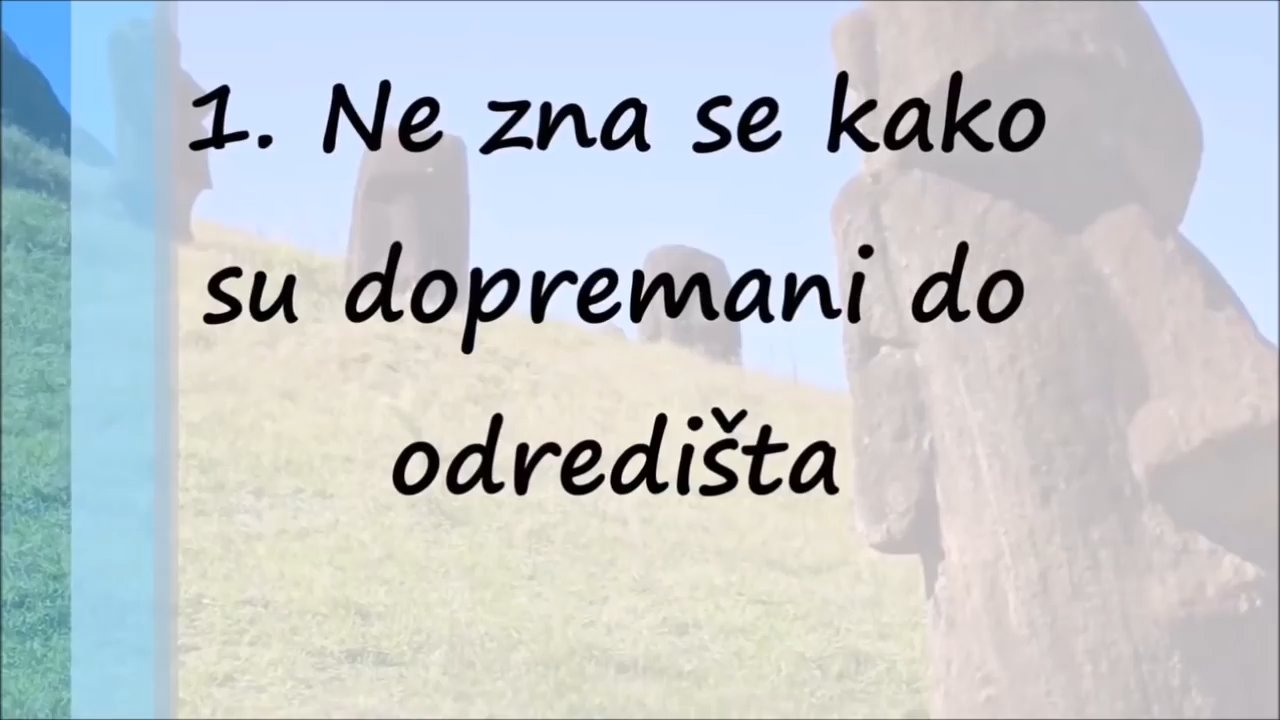 1. Ne zna se kako
su dopremani do
odredišta